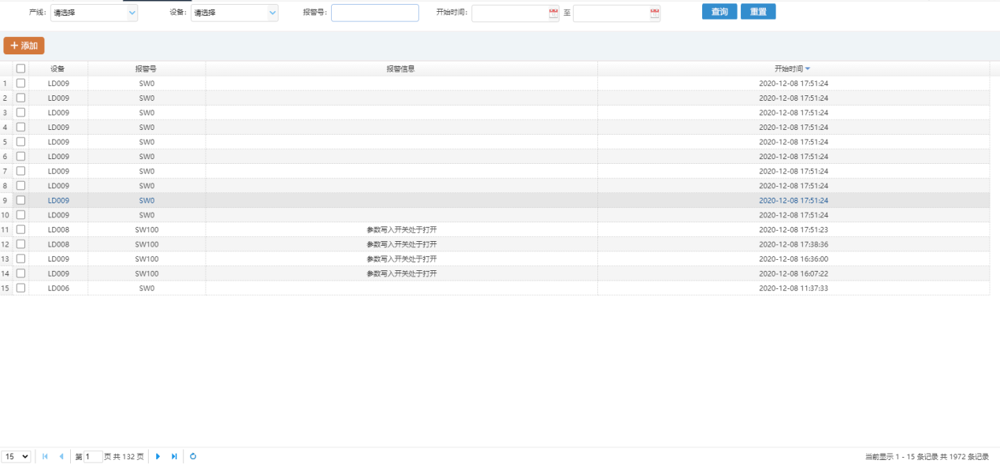 产线: 请选择 设备: 请选择 报警号: 开始时间: 至 查询 重置
+ 添加
设备 报警号 报警信息 开始时间
1 LD009 SW0 2020-12-08 17:51:24
2 LD009 SW0 2020-12-08 17:51:24
3 LD009 SW0 2020-12-08 17:51:24
4 LD009 SW0 2020-12-08 17:51:24
5 LD009 SW0 2020-12-08 17:51:24
6 LD009 SW0 2020-12-08 17:51:24
7 LD009 SW0 2020-12-08 17:51:24
8 LD009 SW0 2020-12-08 17:51:24
9 LD009 SW0 2020-12-08 17:51:24
10 LD009 SW0 2020-12-08 17:51:24
11 LD008 SW100 参数写入开关处于打开 2020-12-08 17:51:23
12 LD008 SW100 参数写入开关处于打开 2020-12-08 17:38:36
13 LD009 SW100 参数写入开关处于打开 2020-12-08 16:36:00
14 LD009 SW100 参数写入开关处于打开 2020-12-08 16:07:22
15 LD006 SW0 2020-12-08 11:37:33
15 第 1 页 共 132 页 当前显示 1 - 15 条记录 共 1972 条记录